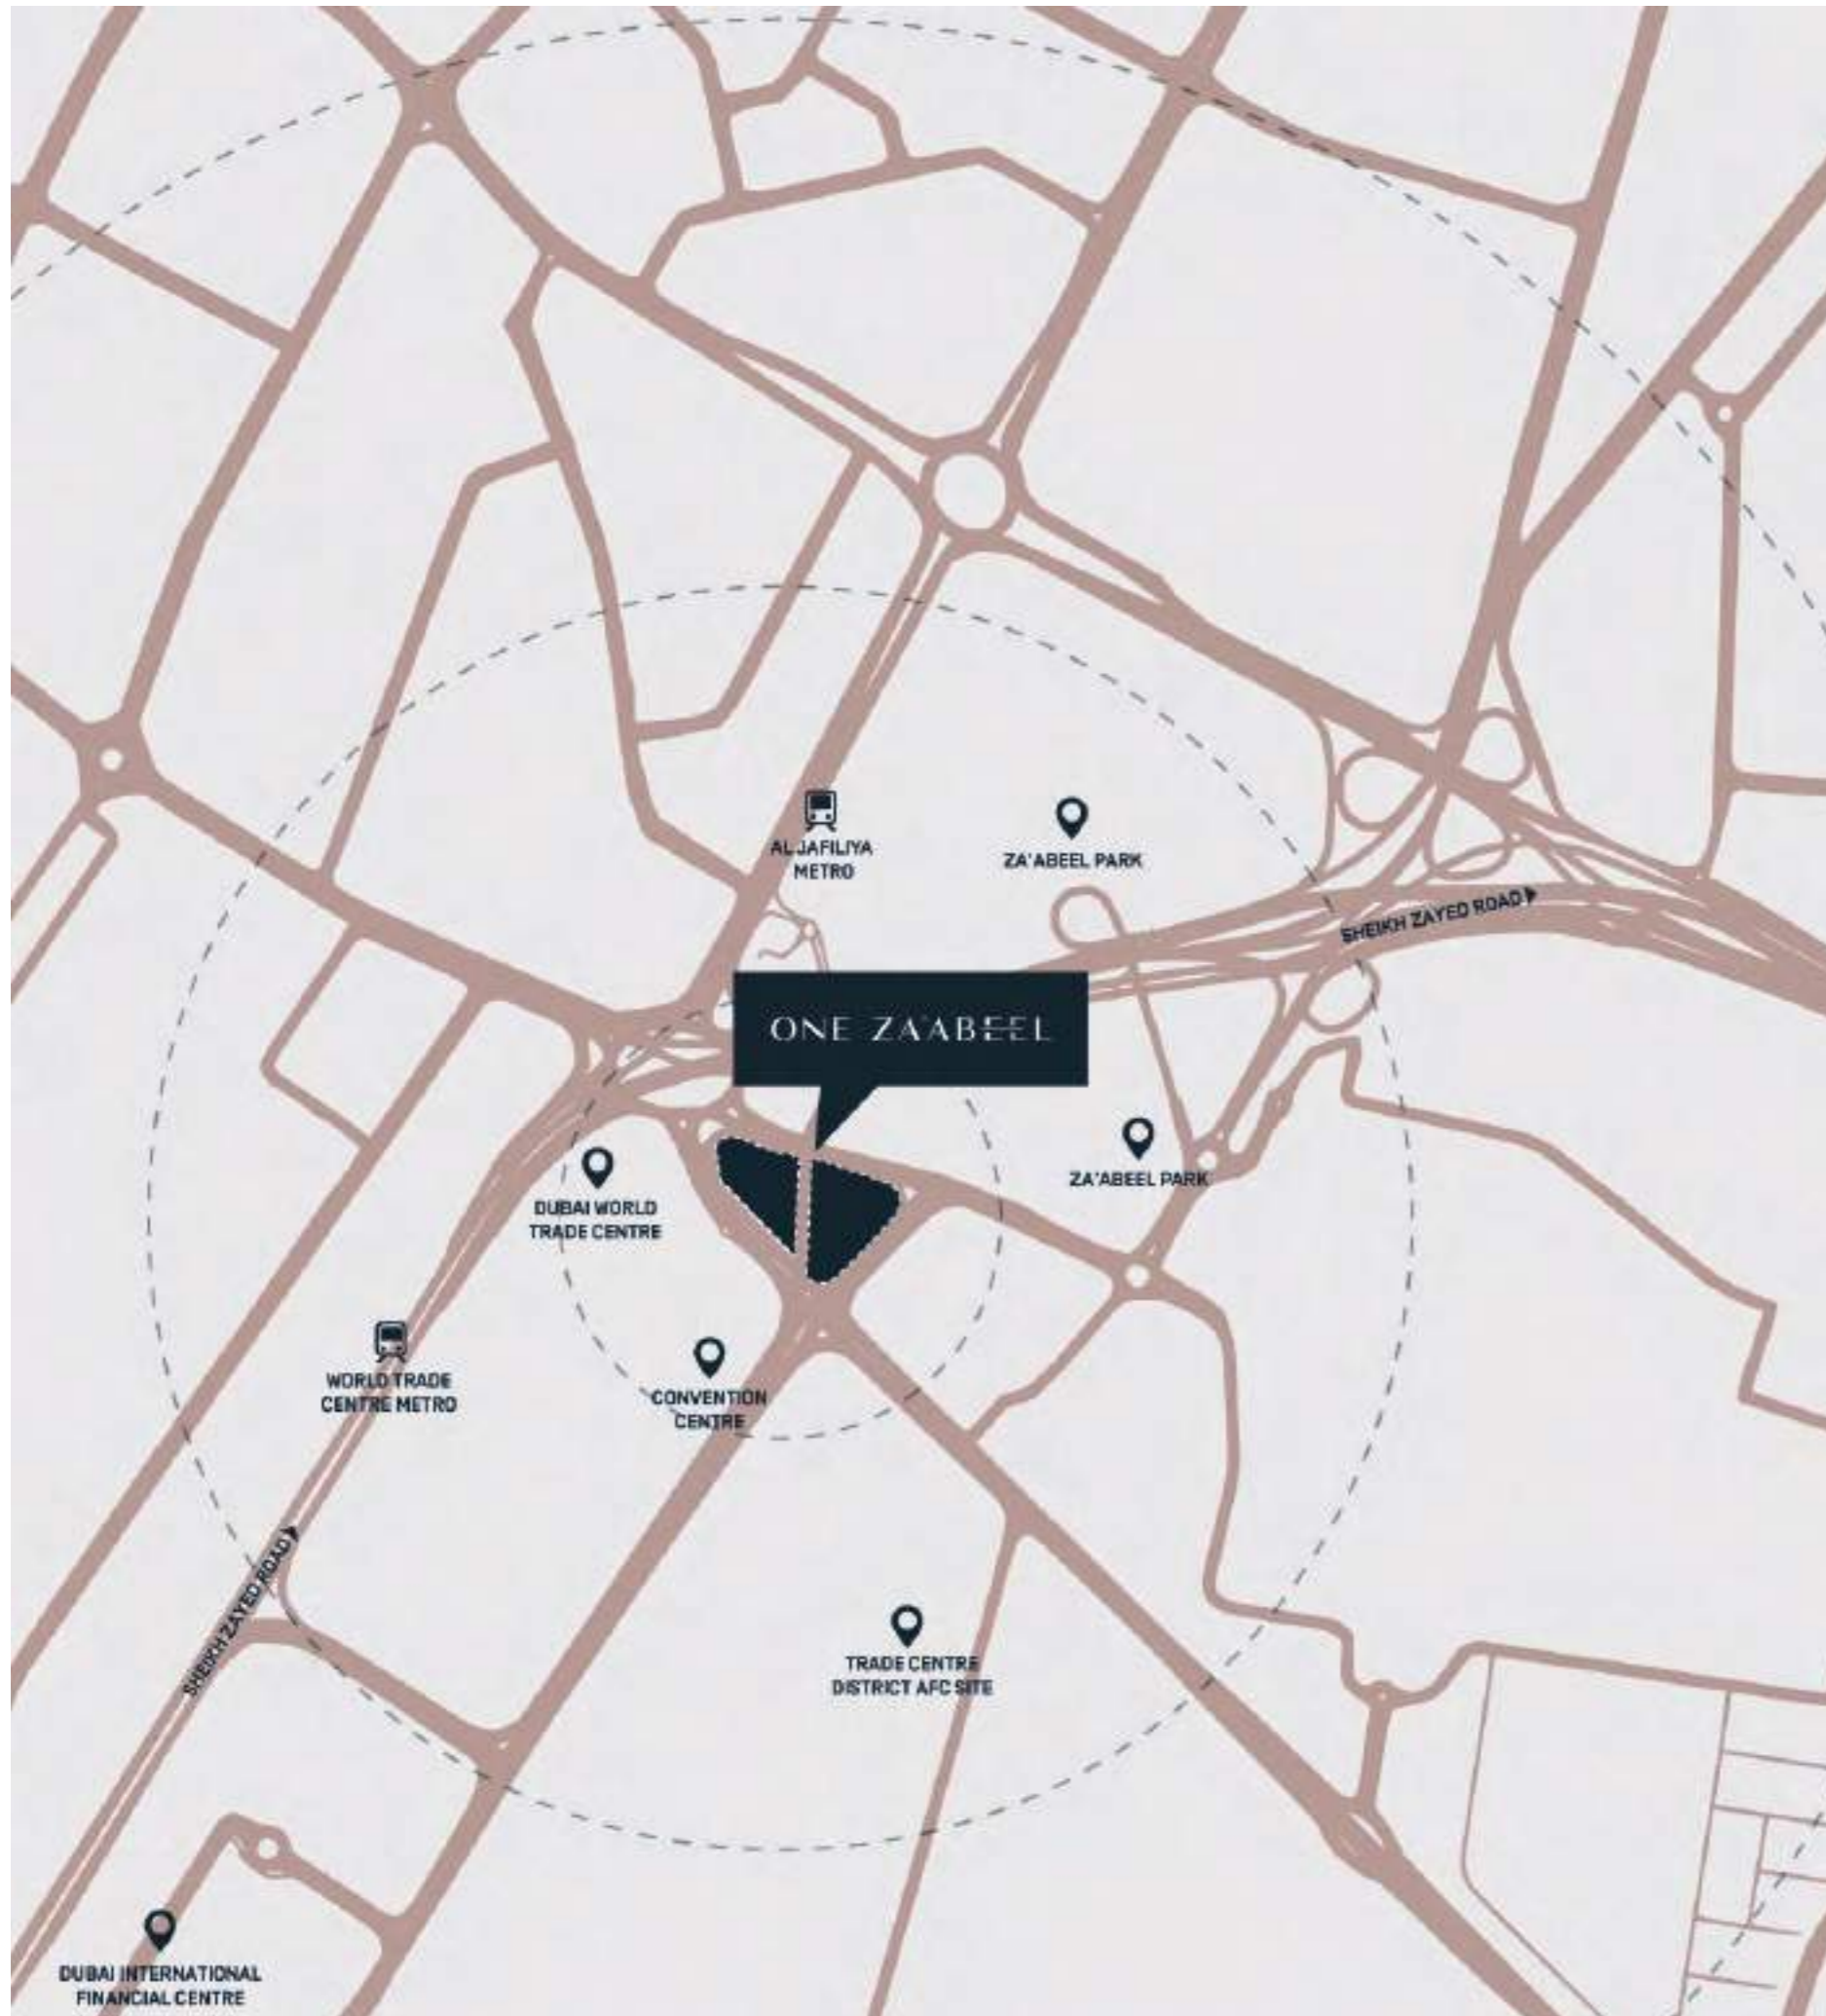 AL JAFILIYA
METRO
ZA'ABEEL PARK
SHEIKH ZAYED ROAD
ONE ZA'ABEEL
ZA'ABEEL PARK
DUBAI WORLD
TRADE CENTRE
WORLD TRADE
CENTRE METRO
CONVENTION
CENTRE
SHEIKH ZAYED ROAD
TRADE CENTRE
DISTRICT AFC SITE
DUBAI INTERNATIONAL
FINANCIAL CENTRE